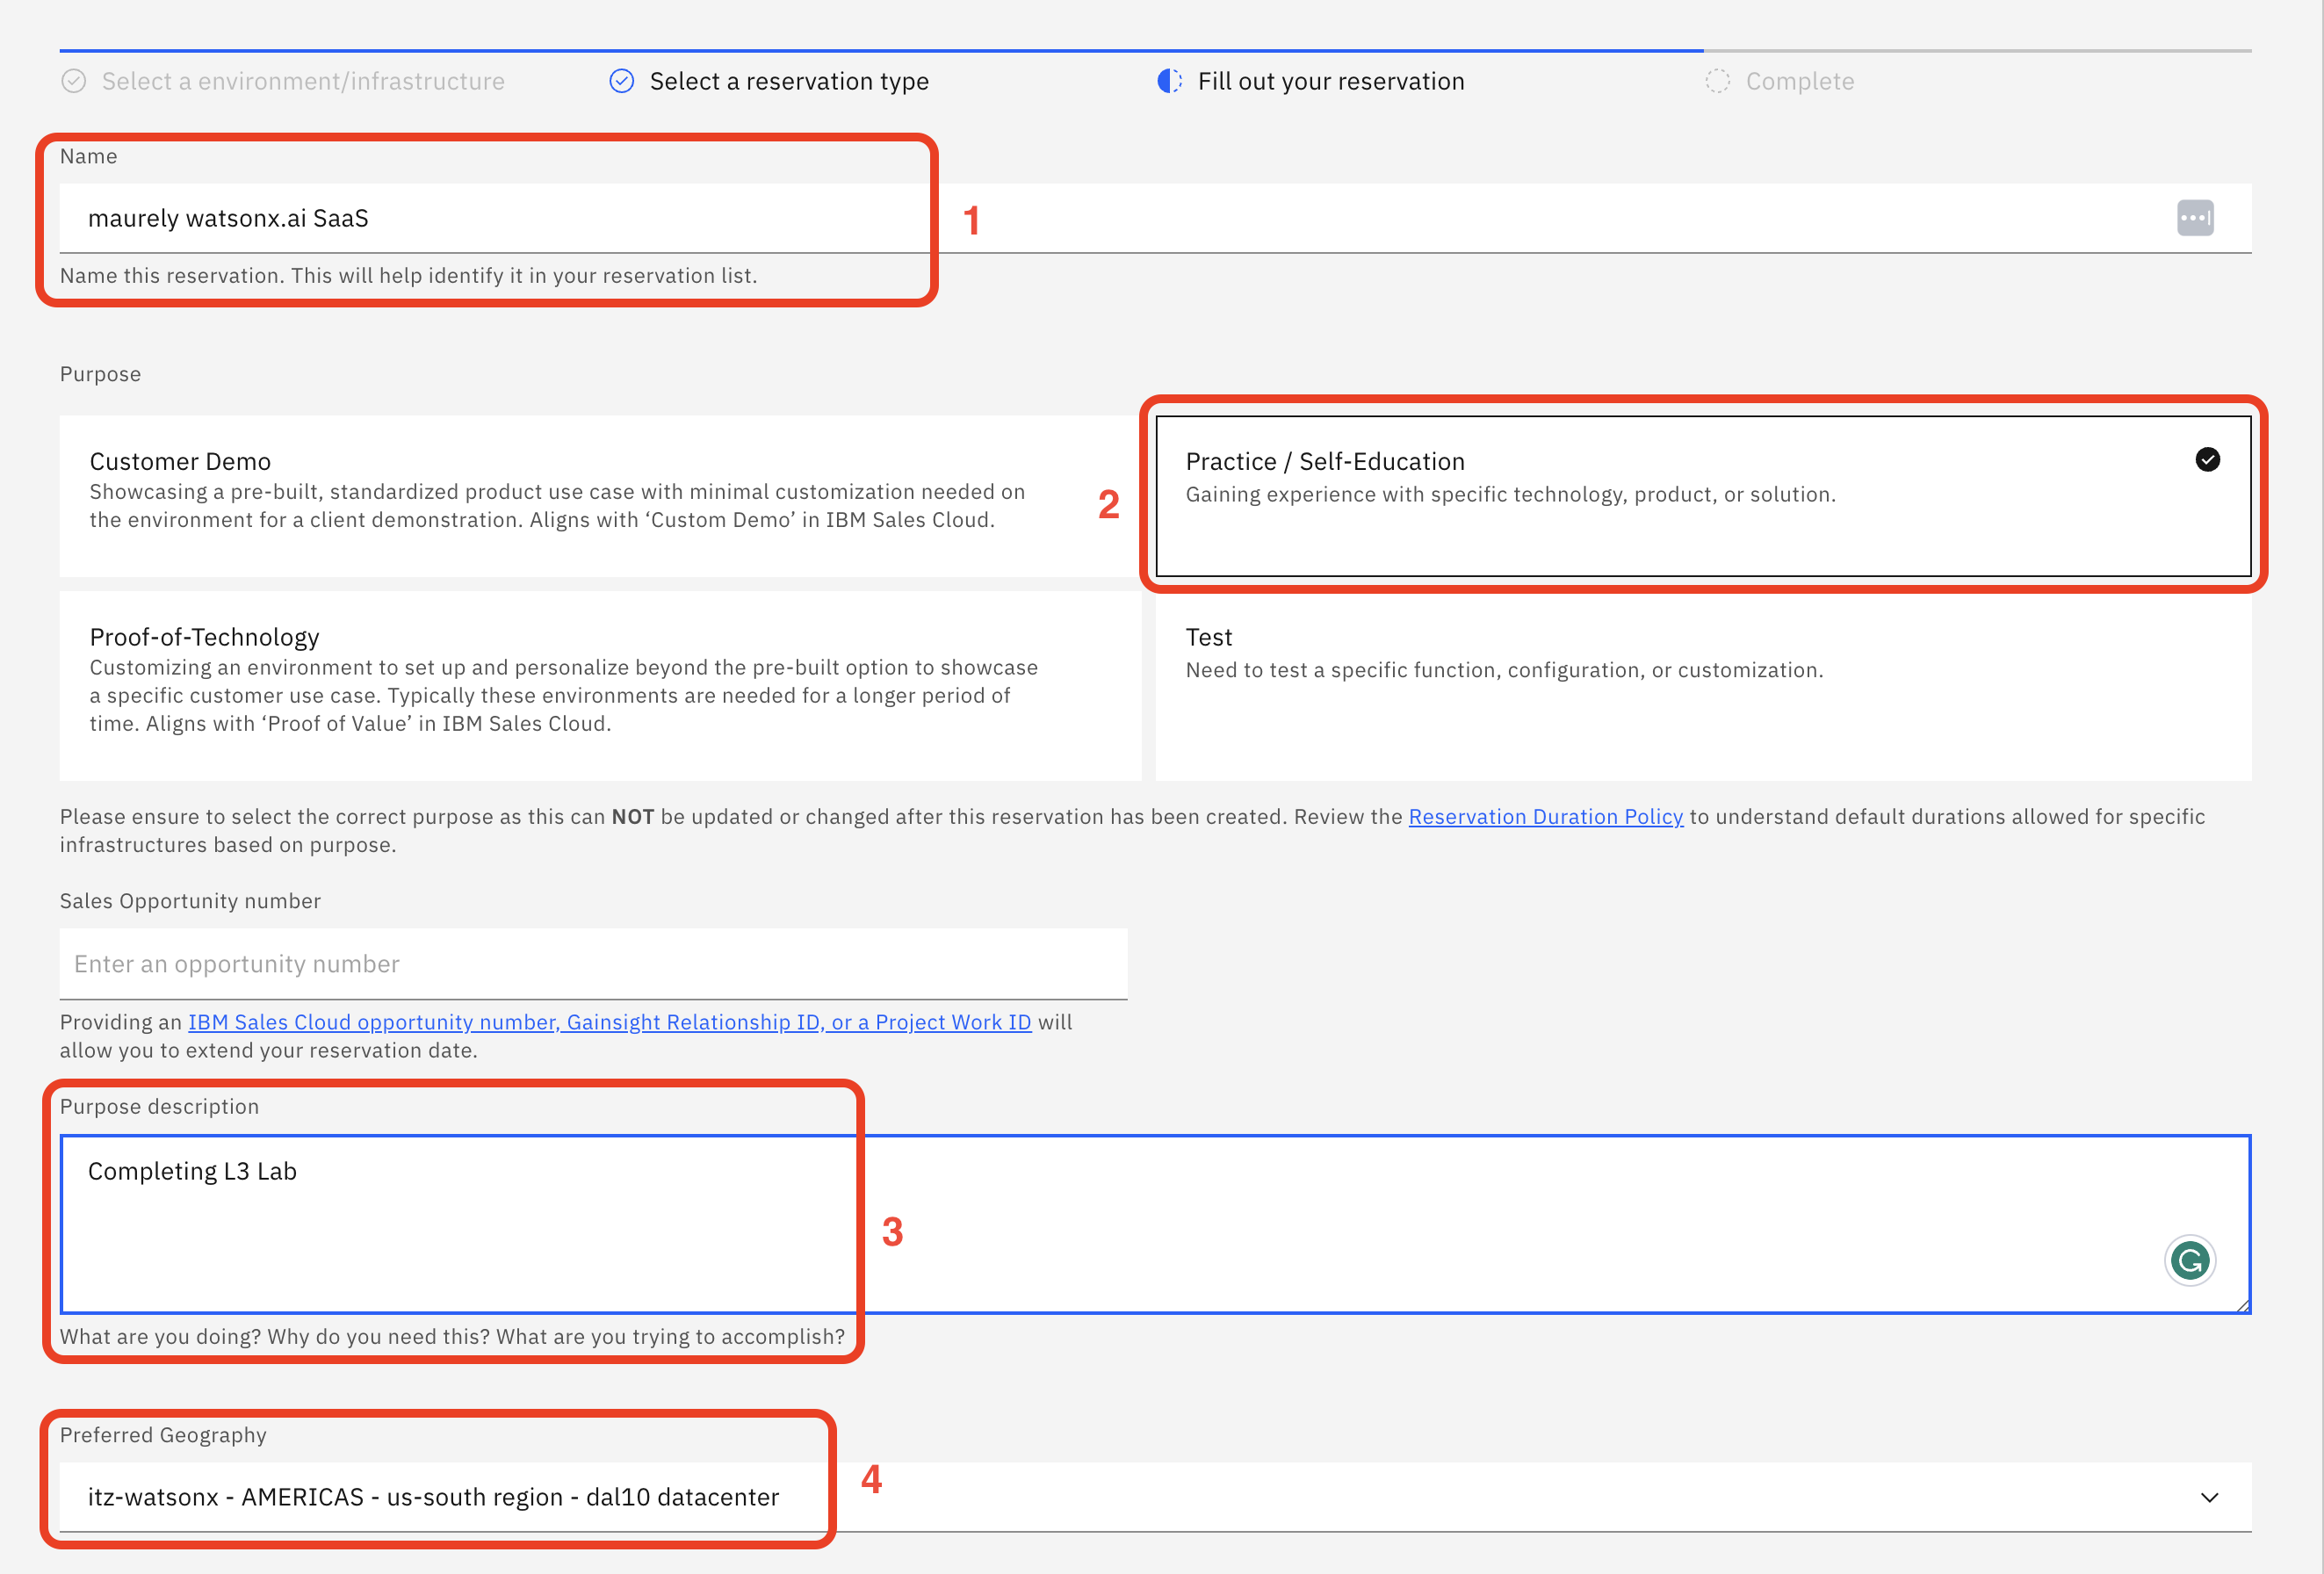 Select a environment/infrastructure
Select a reservation type
Fill out your reservation
Complete
Name
maurely watsonx.ai SaaS
1
Name this reservation. This will help identify it in your reservation list.
Purpose
Customer Demo
Showcasing a pre-built, standardized product use case with minimal customization needed on
the environment for a client demonstration. Aligns with ‘Custom Demo’ in IBM Sales Cloud.
2
Practice / Self-Education
Gaining experience with specific technology, product, or solution.
Proof-of-Technology
Customizing an environment to set up and personalize beyond the pre-built option to showcase
a specific customer use case. Typically these environments are needed for a longer period of
time. Aligns with ‘Proof of Value’ in IBM Sales Cloud.
Test
Need to test a specific function, configuration, or customization.
Please ensure to select the correct purpose as this can NOT be updated or changed after this reservation has been created. Review the Reservation Duration Policy to understand default durations allowed for specific
infrastructures based on purpose.
Sales Opportunity number
Enter an opportunity number
Providing an IBM Sales Cloud opportunity number, Gainsight Relationship ID, or a Project Work ID will
allow you to extend your reservation date.
Purpose description
Completing L3 Lab
3
What are you doing? Why do you need this? What are you trying to accomplish?
Preferred Geography
itz-watsonx - AMERICAS - us-south region - dal10 datacenter
4